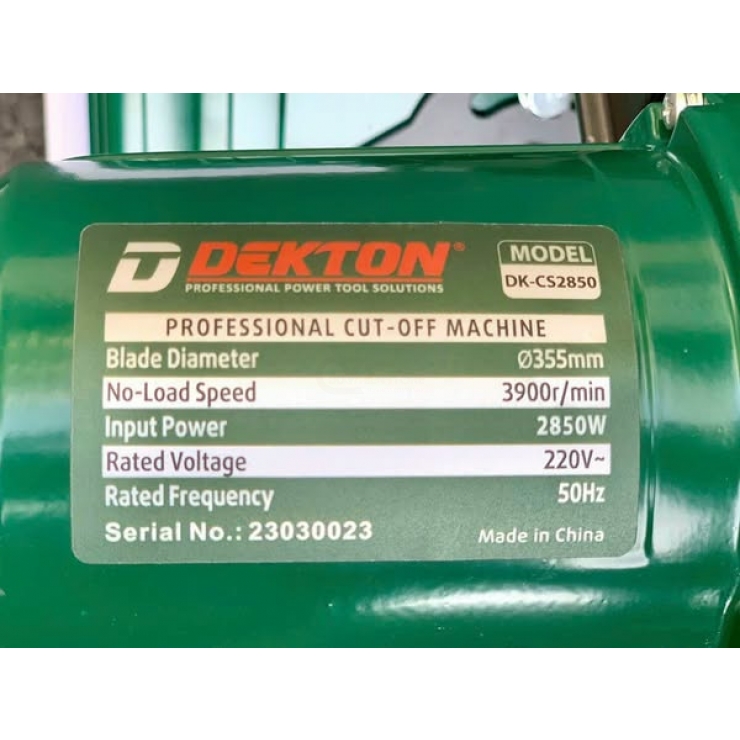 DEKTON®
PROFESSIONAL POWER TOOL SOLUTIONS
MODEL
DK-CS2850
PROFESSIONAL CUT-OFF MACHINE
Blade Diameter Ø355mm
No-Load Speed 3900r/min
Input Power 2850W
Rated Voltage 220V~
Rated Frequency 50Hz
Serial No.: 23030023 Made in China